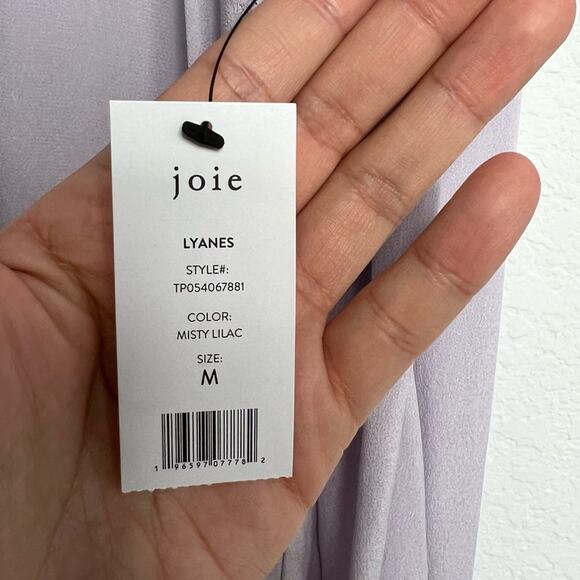 joie
LYANES
STYLE#:
TP054067881
COLOR:
MISTY LILAC
SIZE:
M
1 96597 07778 2